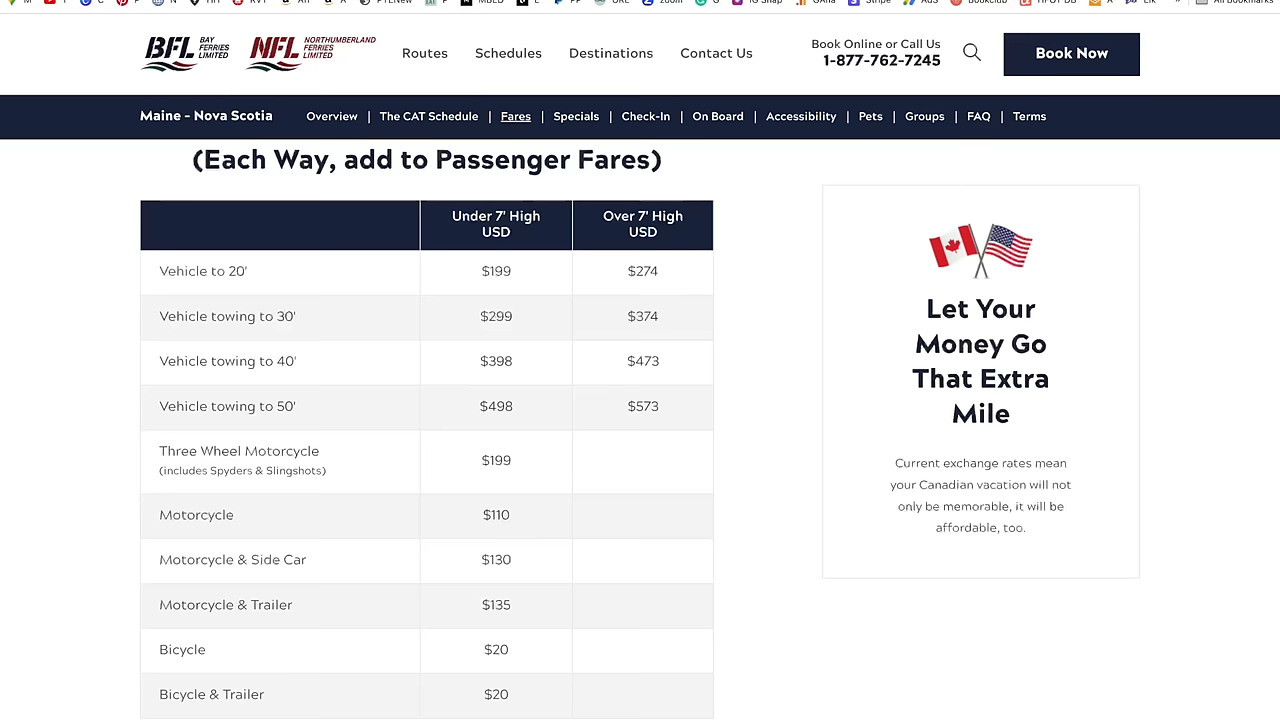 BFL BAY FERRIES LIMITED
NFL NORTHUMBERLAND FERRIES LIMITED
Routes Schedules Destinations Contact Us
Book Online or Call Us
1-877-762-7245
Book Now
Maine - Nova Scotia Overview | The CAT Schedule | Fares | Specials | Check-In | On Board | Accessibility | Pets | Groups | FAQ | Terms
(Each Way, add to Passenger Fares)
Under 7' High USD Over 7' High USD
Vehicle to 20' $199 $274
Vehicle towing to 30' $299 $374
Vehicle towing to 40' $398 $473
Vehicle towing to 50' $498 $573
Three Wheel Motorcycle
(includes Spyders & Slingshots) $199
Motorcycle $110
Motorcycle & Side Car $130
Motorcycle & Trailer $135
Bicycle $20
Bicycle & Trailer $20
Let Your
Money Go
That Extra
Mile
Current exchange rates mean
your Canadian vacation will not
only be memorable, it will be
affordable, too.